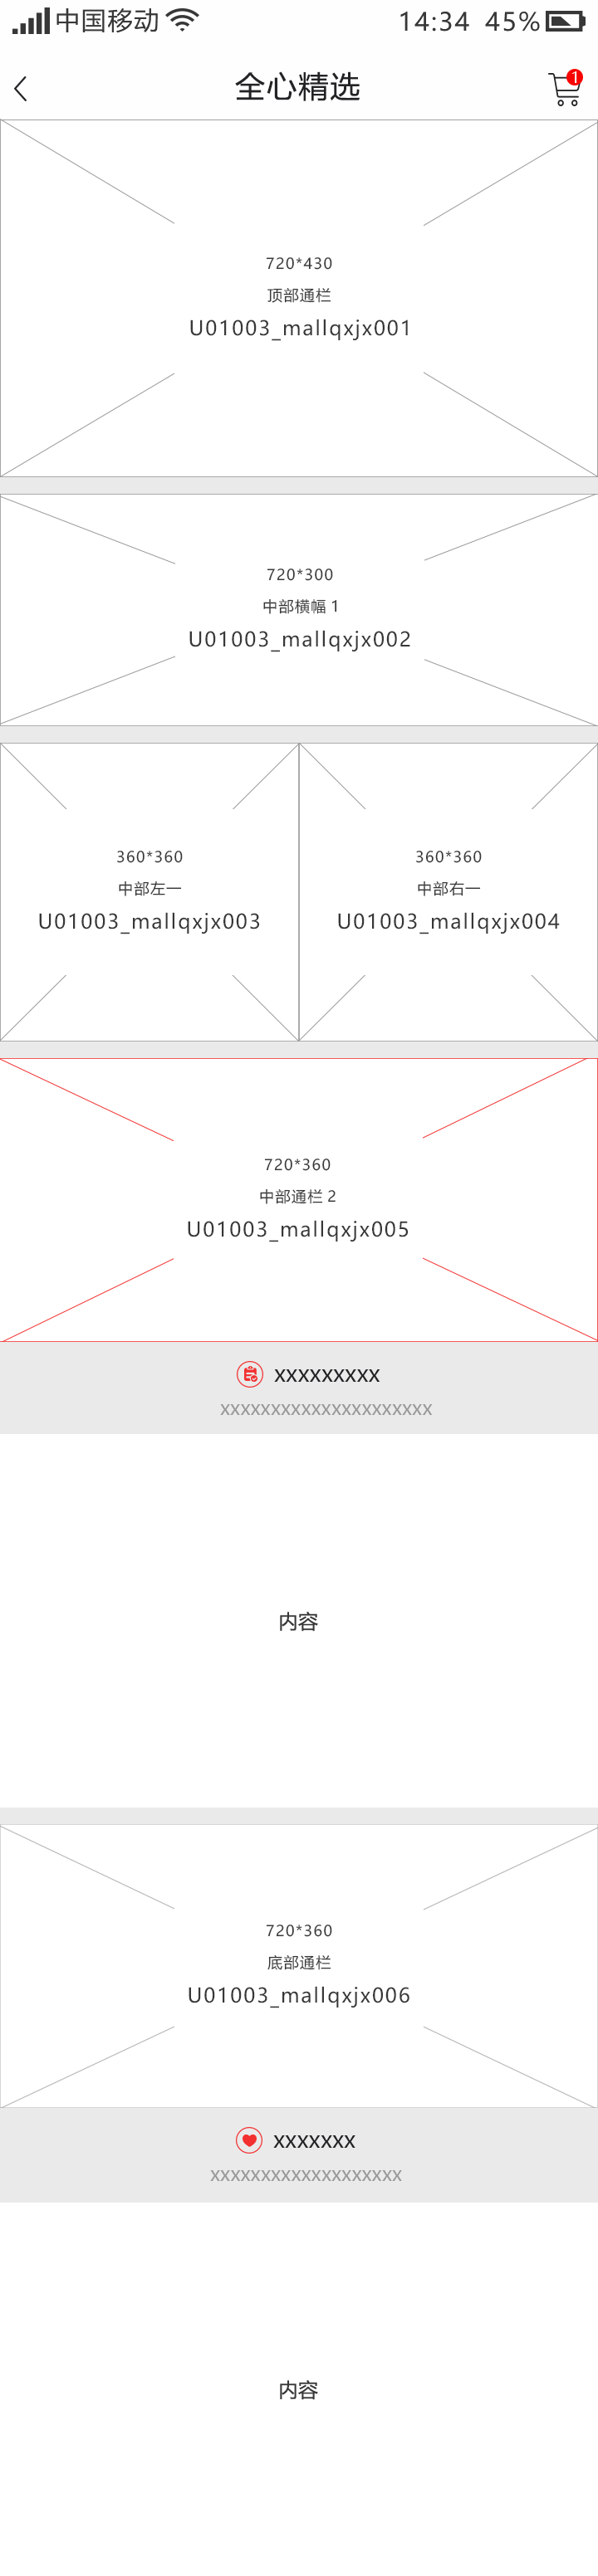 中国移动 14:34 45%
全心精选 1
720*430
顶部通栏
U01003_mallqxjx001
720*300
中部横幅 1
U01003_mallqxjx002
360*360
中部左一
U01003_mallqxjx003
360*360
中部右一
U01003_mallqxjx004
720*360
中部通栏 2
U01003_mallqxjx005
xxxxxxxxx
xxxxxxxxxxxxxxxxxxxxx
内容
720*360
底部通栏
U01003_mallqxjx006
xxxxxxx
xxxxxxxxxxxxxxxxxxx
内容